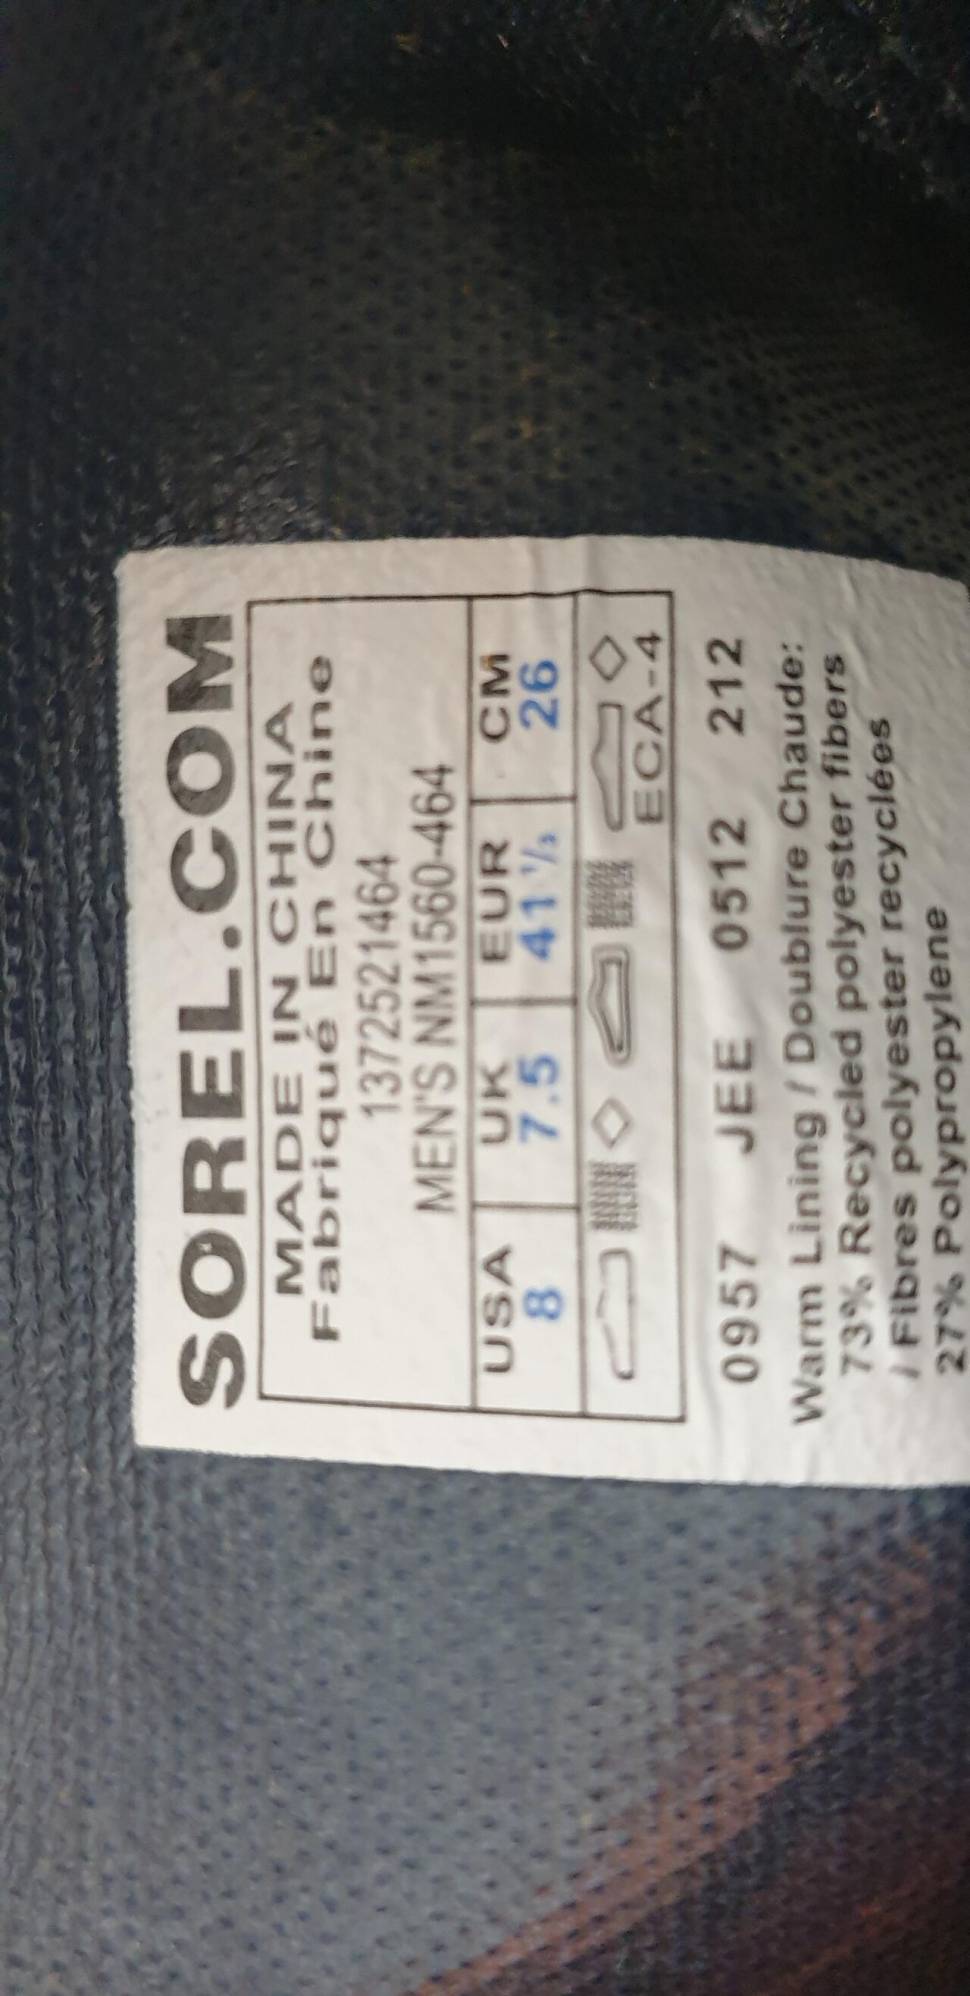 SOREL.COM
MADE IN CHINA
Fabriqué En Chine
1372521464
MEN'S NM1560-464
USA UK EUR CM
8 7.5 41 ½ 26
ECA-4
0957 JEE 0512 212
Warm Lining / Doublure Chaude:
73% Recycled polyester fibers
/ Fibres polyester recyclées
27% Polypropylene